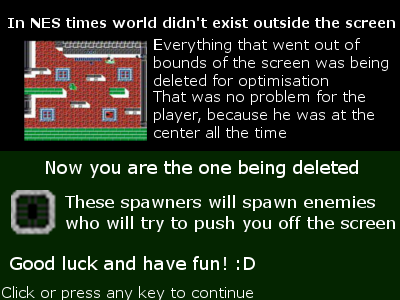 In NES times world didn't exist outside the screen
Everything that went out of
bounds of the screen was being
deleted for optimisation
That was no problem for the
player, because he was at the
center all the time
Now you are the one being deleted
These spawners will spawn enemies
who will try to push you off the screen
Good luck and have fun! :D
Click or press any key to continue